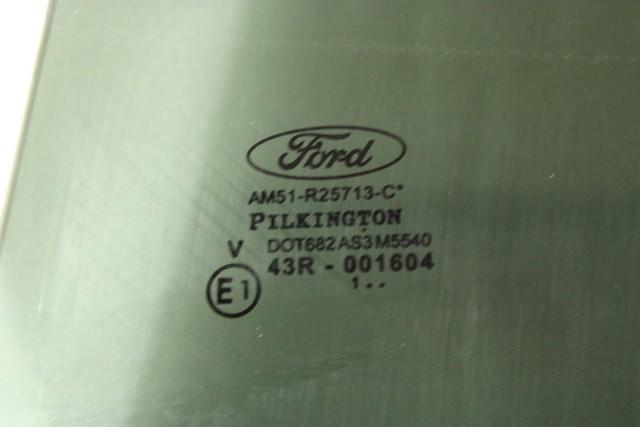 Ford
AM51-R25713-C*
PILKINGTON
V DOT682 AS3 M5540
43R - 001604
E1 1..